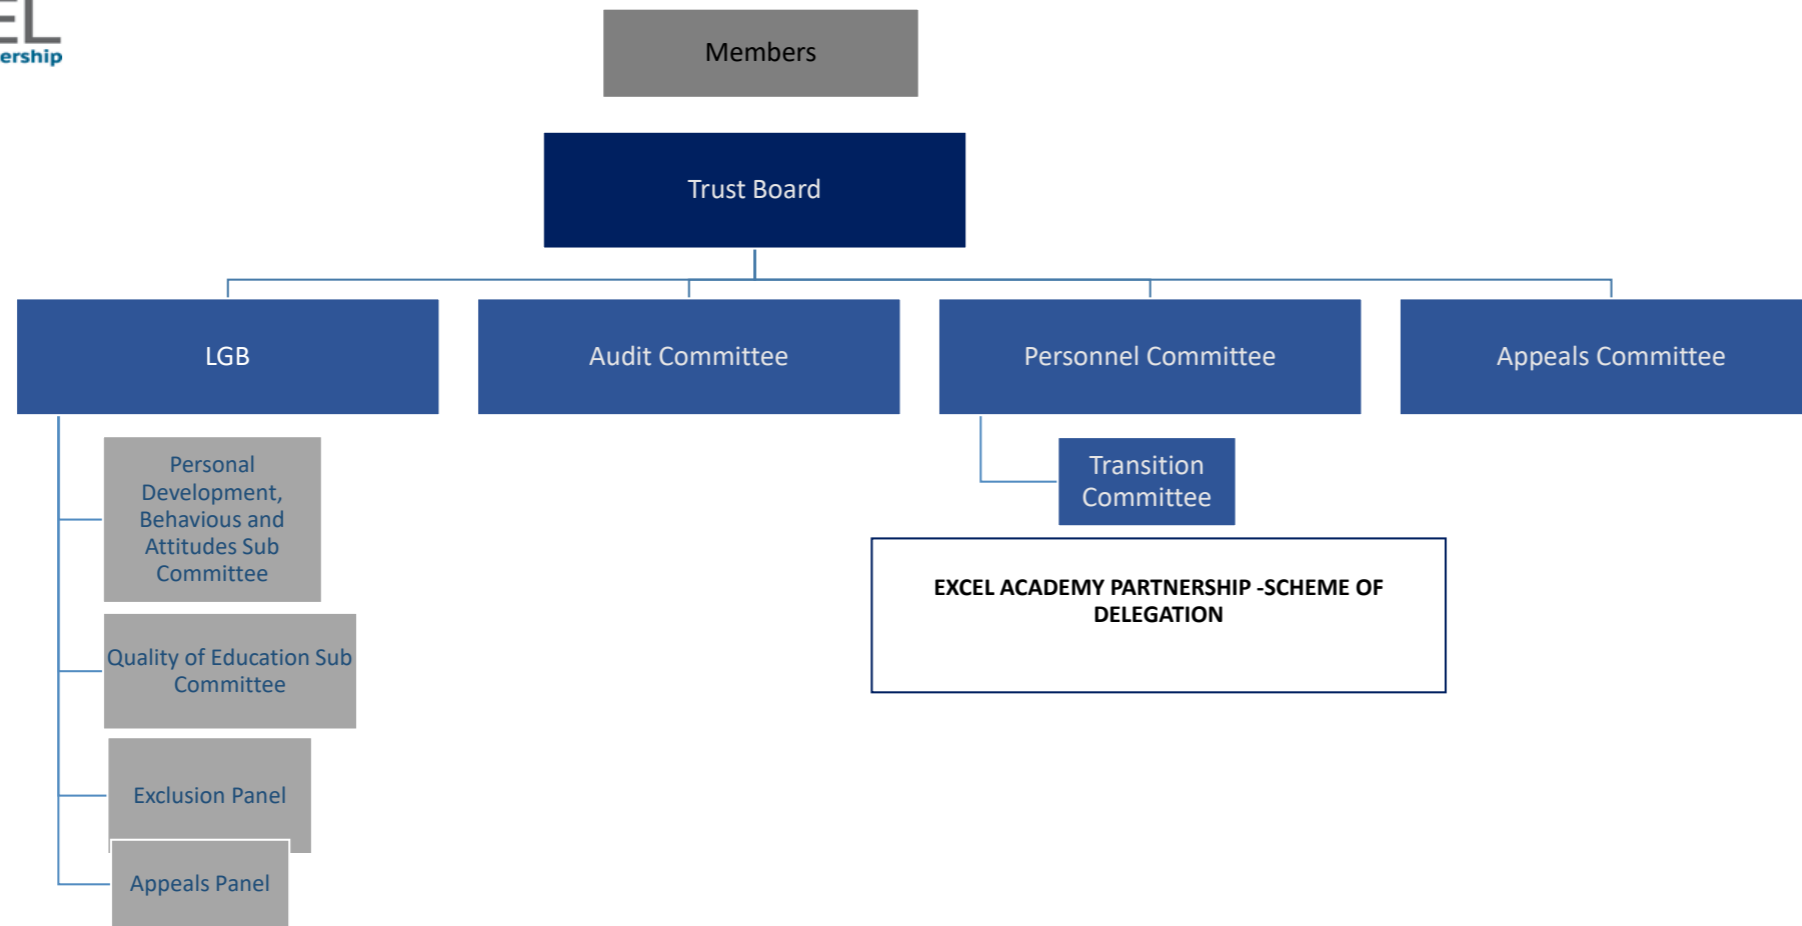 EL
ership
Members
Trust Board
LGB
Audit Committee
Personnel Committee
Appeals Committee
Personal
Development,
Behavious and
Attitudes Sub
Committee
Transition
Committee
EXCEL ACADEMY PARTNERSHIP -SCHEME OF
DELEGATION
Quality of Education Sub
Committee
Exclusion Panel
Appeals Panel